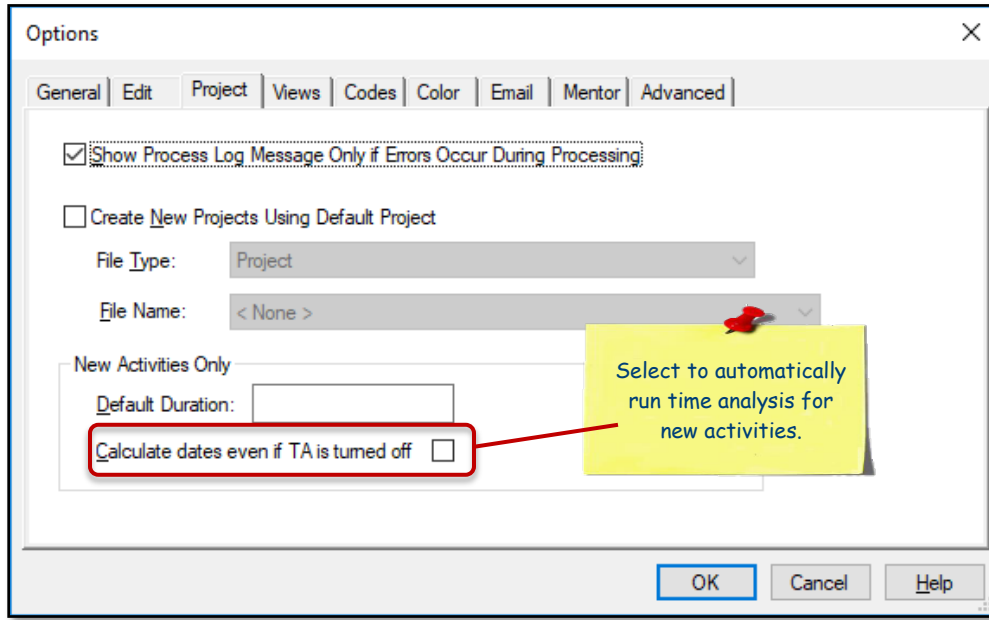 Options
General Edit Project Views Codes Color Email Mentor Advanced
Show Process Log Message Only if Errors Occur During Processing
Create New Projects Using Default Project
File Type: Project
File Name: < None >
New Activities Only
Default Duration:
Calculate dates even if TA is turned off
Select to automatically
run time analysis for
new activities.
OK Cancel Help